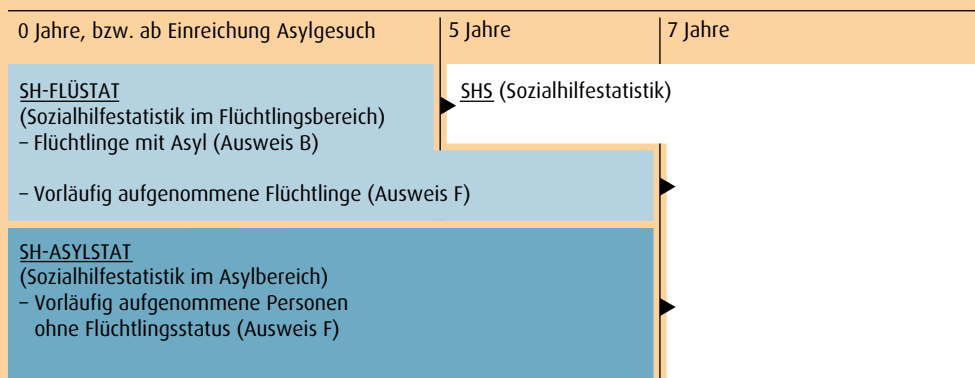 0 Jahre, bzw. ab Einreichung Asylgesuch
5 Jahre
7 Jahre
SH-FLÜSTAT
(Sozialhilfestatistik im Flüchtlingsbereich)
– Flüchtlinge mit Asyl (Ausweis B)
– Vorläufig aufgenommene Flüchtlinge (Ausweis F)
SHS (Sozialhilfestatistik)
SH-ASYLSTAT
(Sozialhilfestatistik im Asylbereich)
– Vorläufig aufgenommene Personen
ohne Flüchtlingsstatus (Ausweis F)